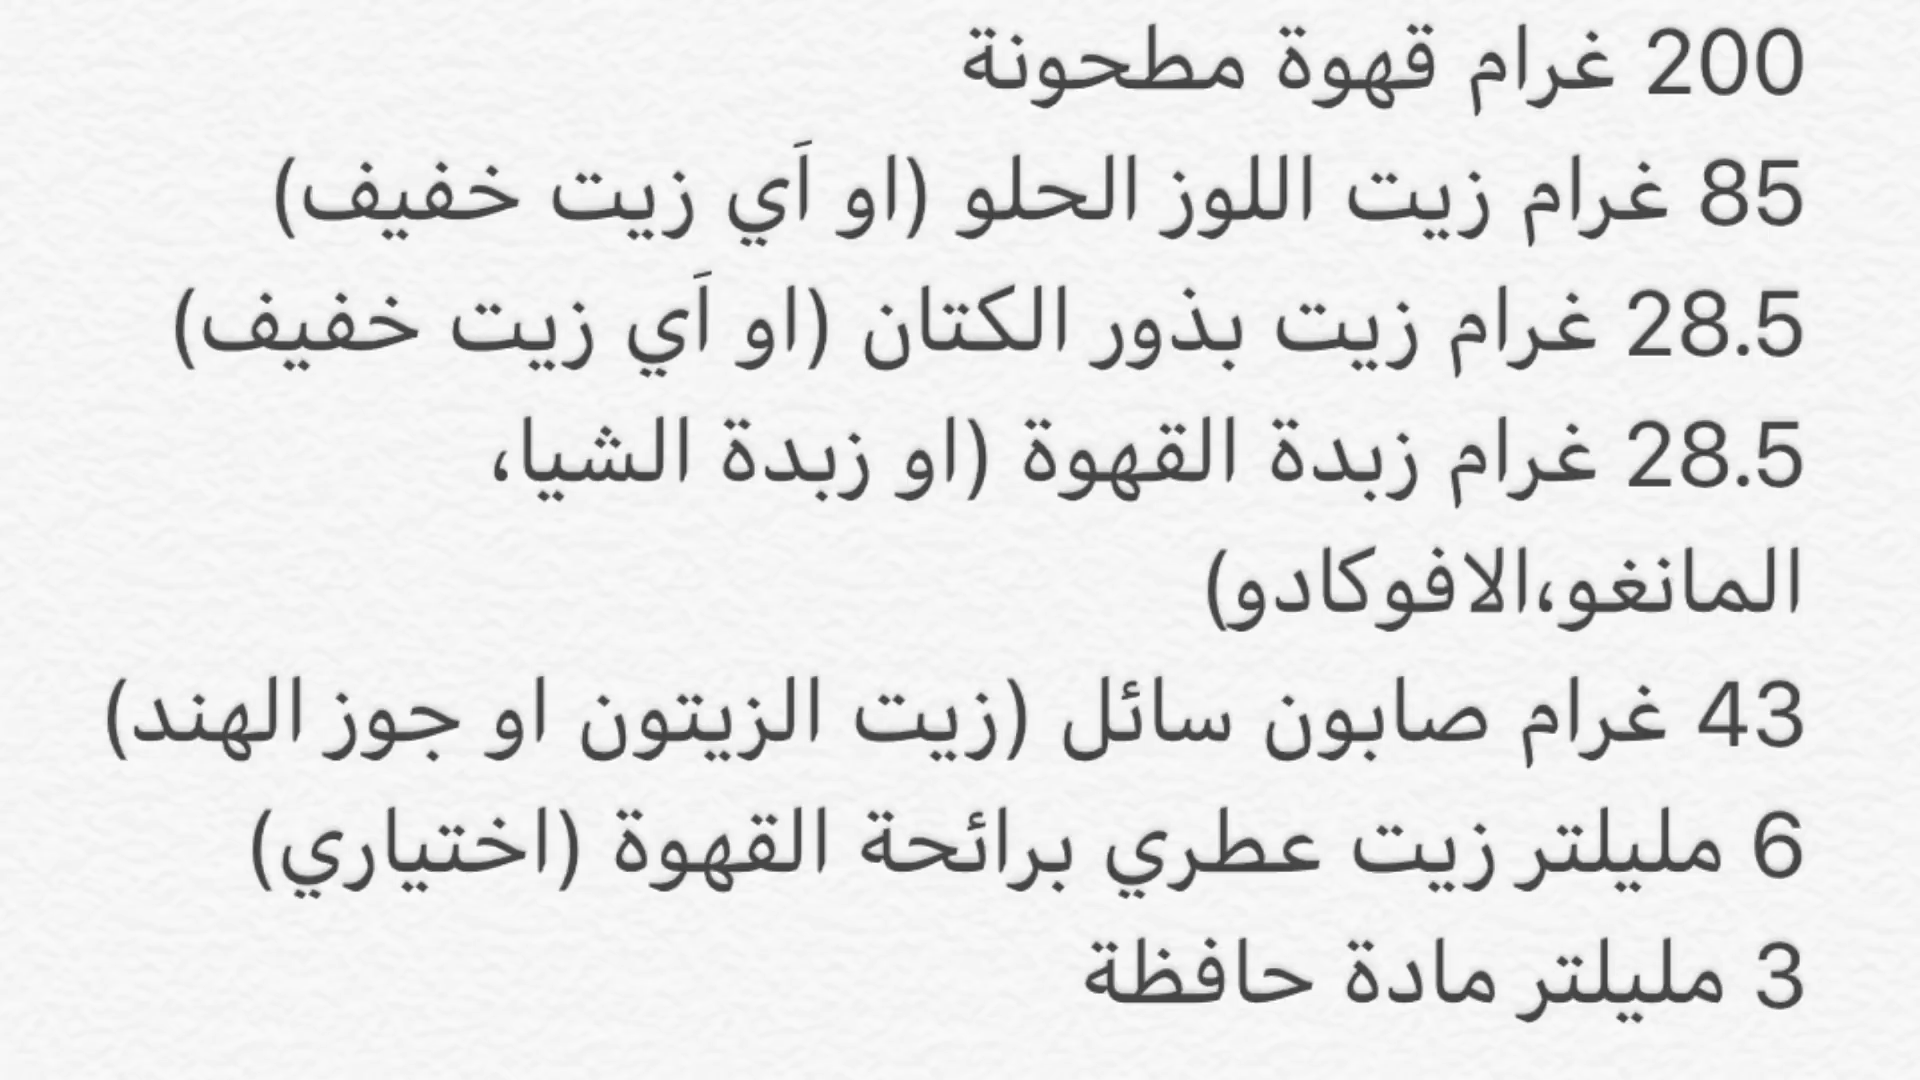 200 غرام قهوة مطحونة
85 غرام زيت اللوز الحلو (او اَي زيت خفيف)
28.5 غرام زيت بذور الكتان (او اَي زيت خفيف)
28.5 غرام زبدة القهوة (او زبدة الشيا،
المانغو،الافوكادو)
43 غرام صابون سائل (زيت الزيتون او جوز الهند)
6 مليلتر زيت عطري برائحة القهوة (اختياري)
3 مليلتر مادة حافظة